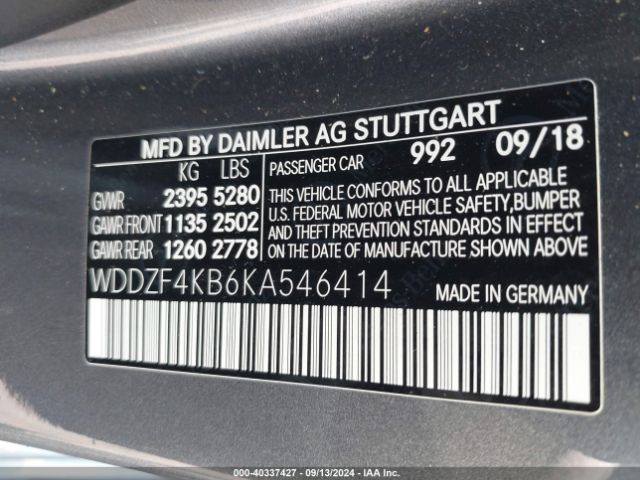 MFD BY DAIMLER AG STUTTGART
KG LBS
GVWR 2395 5280
GAWR FRONT 1135 2502
GAWR REAR 1260 2778
PASSENGER CAR 992 09/18
THIS VEHICLE CONFORMS TO ALL APPLICABLE
U.S. FEDERAL MOTOR VEHICLE SAFETY,BUMPER
AND THEFT PREVENTION STANDARDS IN EFFECT
ON THE DATE OF MANUFACTURE SHOWN ABOVE
WDDZF4KB6KA546414 MADE IN GERMANY
000-40337427 - 09/13/2024 - IAA Inc.